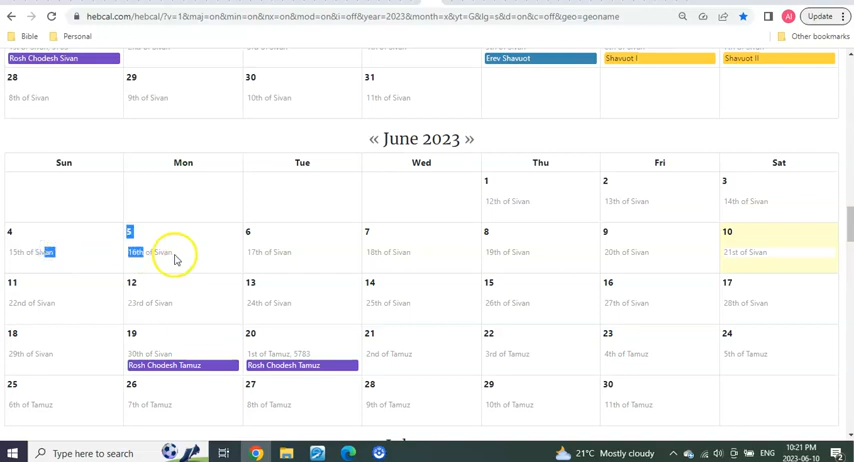 hebcal.com/hebcal/?v=1&maj=on&min=on&nx=on&mod=on&i=off&year=2023&month=x&yt=G&lg=s&d=on&c=off&geo=geoname
Update
Bible Personal Other bookmarks
Rosh Chodesh Sivan Erev Shavuot Shavuot I Shavuot II
28 29 30 31
8th of Sivan 9th of Sivan 10th of Sivan 11th of Sivan
« June 2023 »
Sun Mon Tue Wed Thu Fri Sat
1 2 3
12th of Sivan 13th of Sivan 14th of Sivan
4 5 6 7 8 9 10
15th of Sivan 16th of Sivan 17th of Sivan 18th of Sivan 19th of Sivan 20th of Sivan 21st of Sivan
11 12 13 14 15 16 17
22nd of Sivan 23rd of Sivan 24th of Sivan 25th of Sivan 26th of Sivan 27th of Sivan 28th of Sivan
18 19 20 21 22 23 24
29th of Sivan 30th of Sivan 1st of Tamuz, 5783 2nd of Tamuz 3rd of Tamuz 4th of Tamuz 5th of Tamuz
Rosh Chodesh Tamuz Rosh Chodesh Tamuz
25 26 27 28 29 30
6th of Tamuz 7th of Tamuz 8th of Tamuz 9th of Tamuz 10th of Tamuz 11th of Tamuz
Type here to search 21°C Mostly cloudy ENG 10:21 PM
2023-06-10